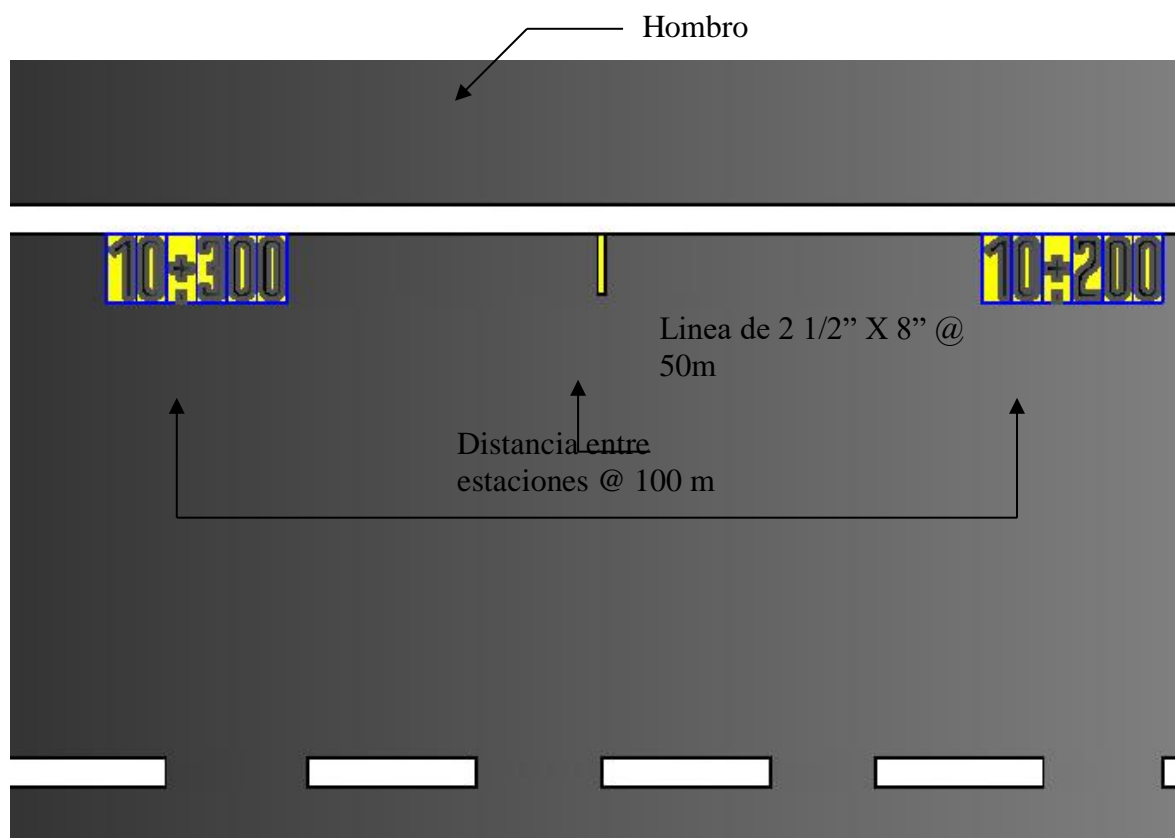 Hombro
10+300
10+200
Linea de 2 1/2” X 8” @
50m
Distancia entre
estaciones @ 100 m